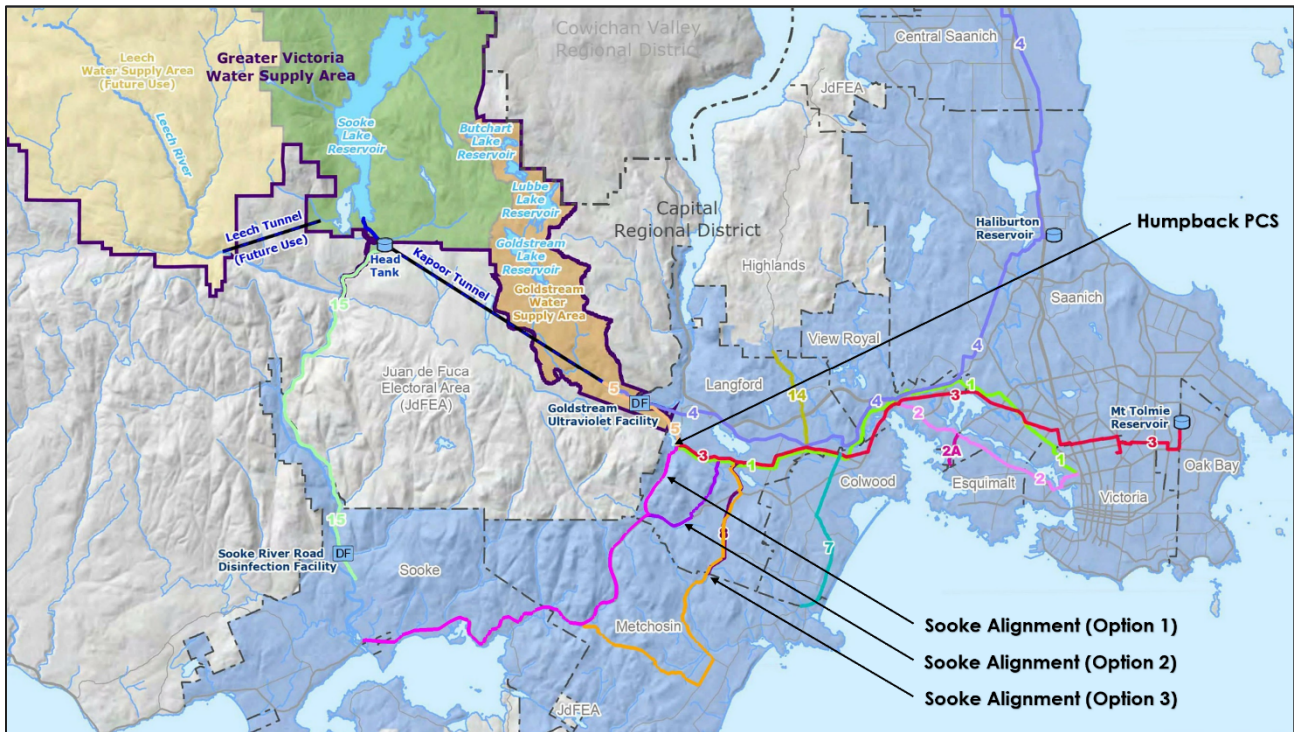 Cowichan Valley
Regional District
Central Saanich
4
Leech
Water Supply Area
(Future Use)
Greater Victoria
Water Supply Area
JdFEA
Leech River
Sooke
Lake
Reservoir
Butchart
Lake
Reservoir
Lubbe
Lake
Reservoir
Capital
Regional District
Humpback PCS
Haliburton
Reservoir
Leech Tunnel
(Future Use)
Head
Tank
Goldstream
Lake
Reservoir
Highlands
Kapoor Tunnel
Goldstream
Water
Supply Area
Saanich
15
View Royal
4
Juan de Fuca
Electoral Area
(JdFEA)
5
DF
Langford
14
4
1
3
Goldstream
Ultraviolet Facility
4
5
2
Mt Tolmie
Reservoir
3
3
1
2A
2
1
Oak Bay
Colwood
Esquimalt
Victoria
15
8
7
Sooke River Road
Disinfection Facility
DF
Sooke
Metchosin
Sooke Alignment (Option 1)
Sooke Alignment (Option 2)
Sooke Alignment (Option 3)
JdFEA